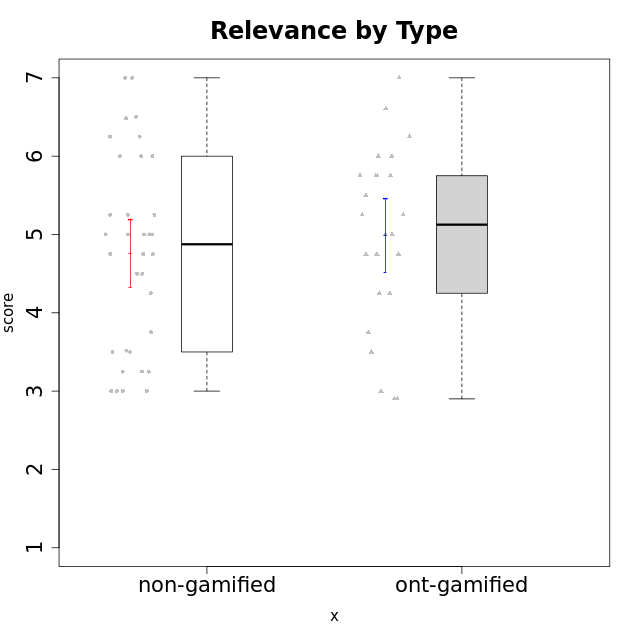 Relevance by Type
7
6
5
4
3
2
1
score
non-gamified
ont-gamified
x